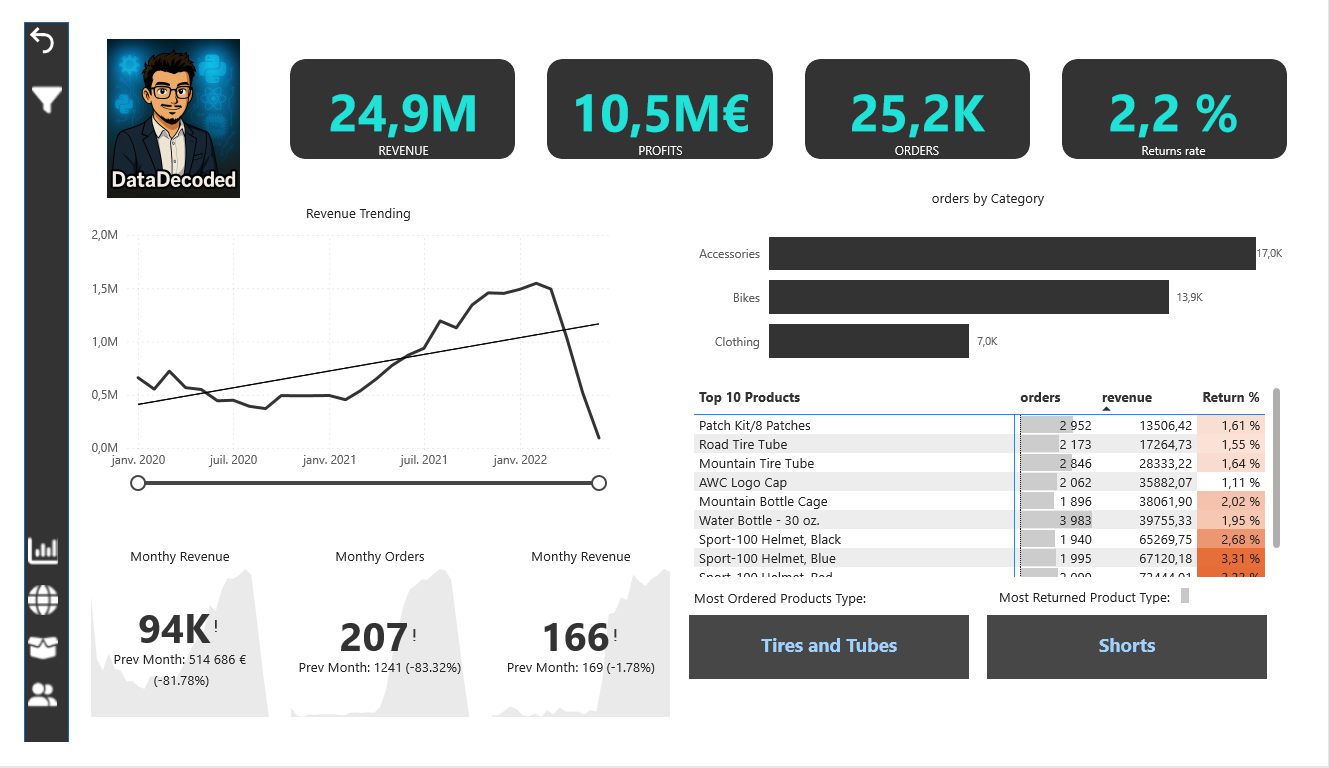 DataDecoded
24,9M
REVENUE
10,5M€
PROFITS
25,2K
ORDERS
2,2 %
Returns rate
Revenue Trending
2,0M
1,5M
1,0M
0,5M
0,0M
janv. 2020
juil. 2020
janv. 2021
juil. 2021
janv. 2022
orders by Category
Accessories 17,0K
Bikes 13,9K
Clothing 7,0K
Top 10 Products orders revenue Return %
Patch Kit/8 Patches 2 952 13506,42 1,61 %
Road Tire Tube 2 173 17264,73 1,55 %
Mountain Tire Tube 2 846 28333,22 1,64 %
AWC Logo Cap 2 062 35882,07 1,11 %
Mountain Bottle Cage 1 896 38061,90 2,02 %
Water Bottle - 30 oz. 3 983 39755,33 1,95 %
Sport-100 Helmet, Black 1 940 65269,75 2,68 %
Sport-100 Helmet, Blue 1 995 67120,18 3,31 %
Sport-100 Helmet, Red
Monthy Revenue
94K!
Prev Month: 514 686 €
(-81.78%)
Monthy Orders
207!
Prev Month: 1241 (-83.32%)
Monthy Revenue
166!
Prev Month: 169 (-1.78%)
Most Ordered Products Type:
Tires and Tubes
Most Returned Product Type:
Shorts